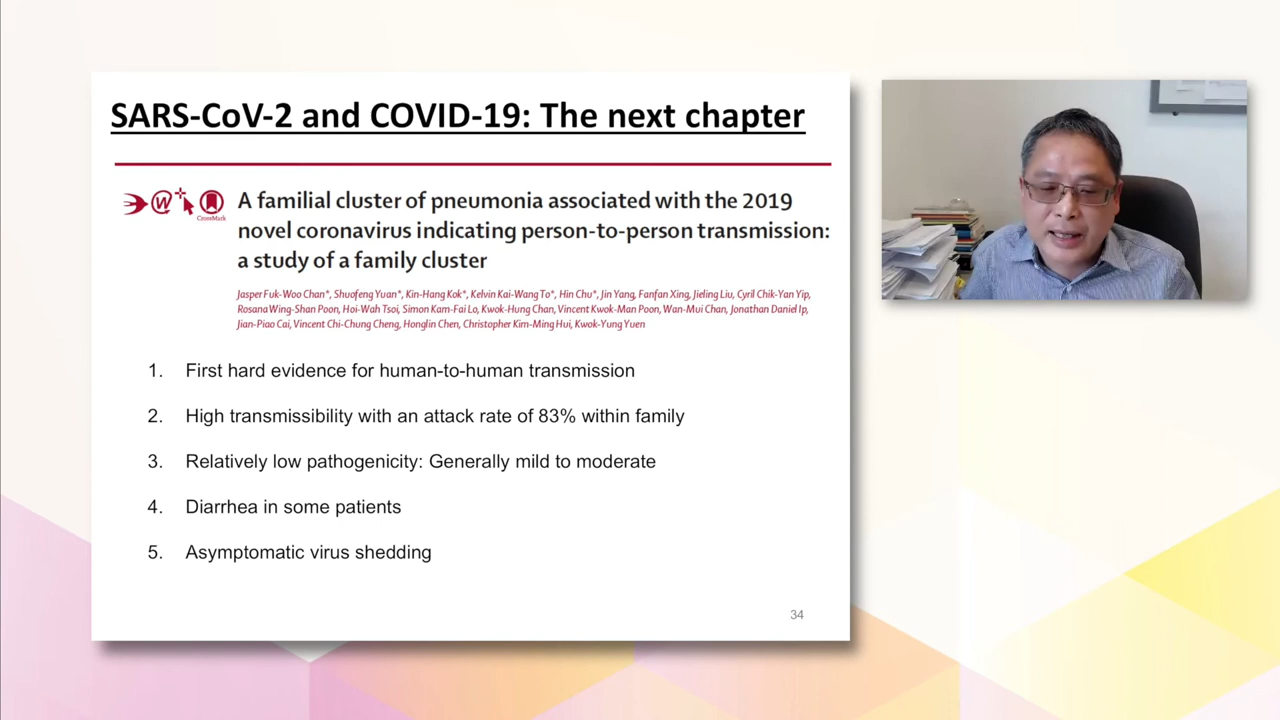 SARS-CoV-2 and COVID-19: The next chapter
W
CrossMark
A familial cluster of pneumonia associated with the 2019
novel coronavirus indicating person-to-person transmission:
a study of a family cluster
Jasper Fuk-Woo Chan*, Shuofeng Yuan*, Kin-Hang Kok*, Kelvin Kai-Wang To*, Hin Chu*, Jin Yang, Fanfan Xing, Jieling Liu, Cyril Chik-Yan Yip,
Rosana Wing-Shan Poon, Hoi-Wah Tsoi, Simon Kam-Fai Lo, Kwok-Hung Chan, Vincent Kwok-Man Poon, Wan-Mui Chan, Jonathan Daniel Ip,
Jian-Piao Cai, Vincent Chi-Chung Cheng, Honglin Chen, Christopher Kim-Ming Hui, Kwok-Yung Yuen
1. First hard evidence for human-to-human transmission
2. High transmissibility with an attack rate of 83% within family
3. Relatively low pathogenicity: Generally mild to moderate
4. Diarrhea in some patients
5. Asymptomatic virus shedding
34